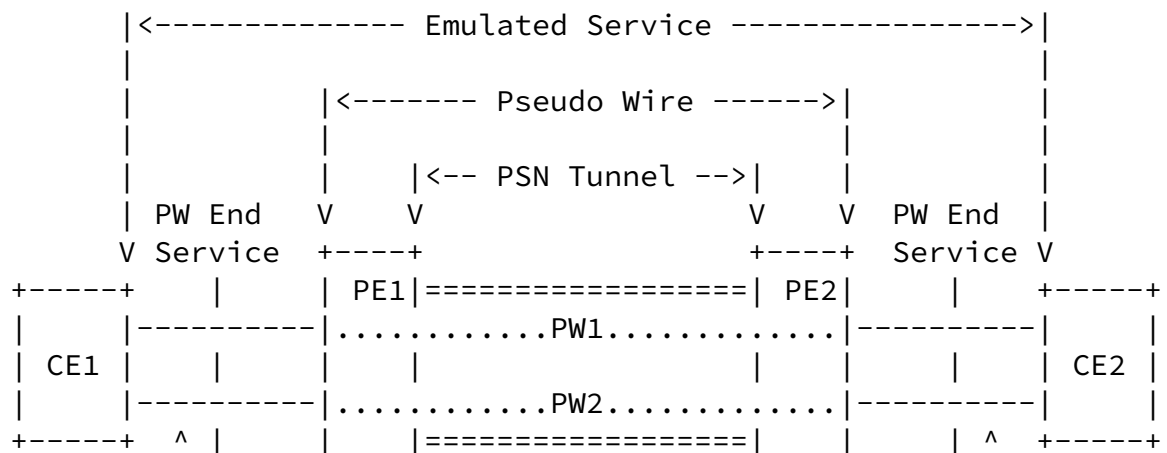 |<-------------- Emulated Service ---------------->|
|                                                  |
|          |<------- Pseudo Wire ------>|          |
|          |                            |          |
|          |    |<-- PSN Tunnel -->|    |          |
| PW End   V    V                  V    V  PW End  |
V Service  +----+                  +----+  Service V
+-----+    |     | PE1|==================| PE2|     |    +-----+
|     |----------|............PW1.............|----------|     |
| CE1 |    |     |    |                  |    |     |    | CE2 |
|     |----------|............PW2.............|----------|     |
+-----+  ^ |     |    |==================|    |     | ^  +-----+